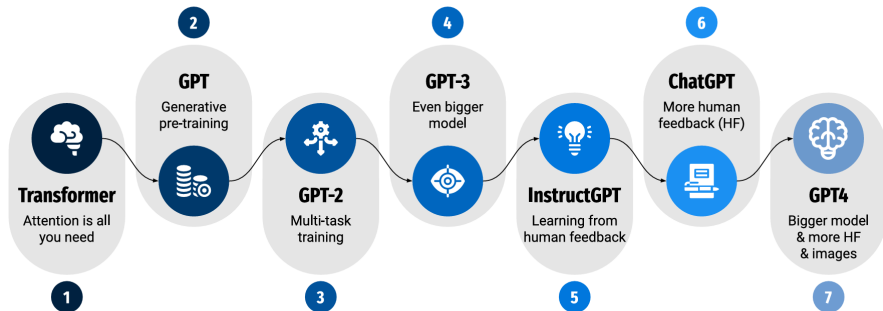 1
Transformer
Attention is all
you need
2
GPT
Generative
pre-training
3
GPT-2
Multi-task
training
4
GPT-3
Even bigger
model
5
InstructGPT
Learning from
human feedback
6
ChatGPT
More human
feedback (HF)
7
GPT4
Bigger model
& more HF
& images